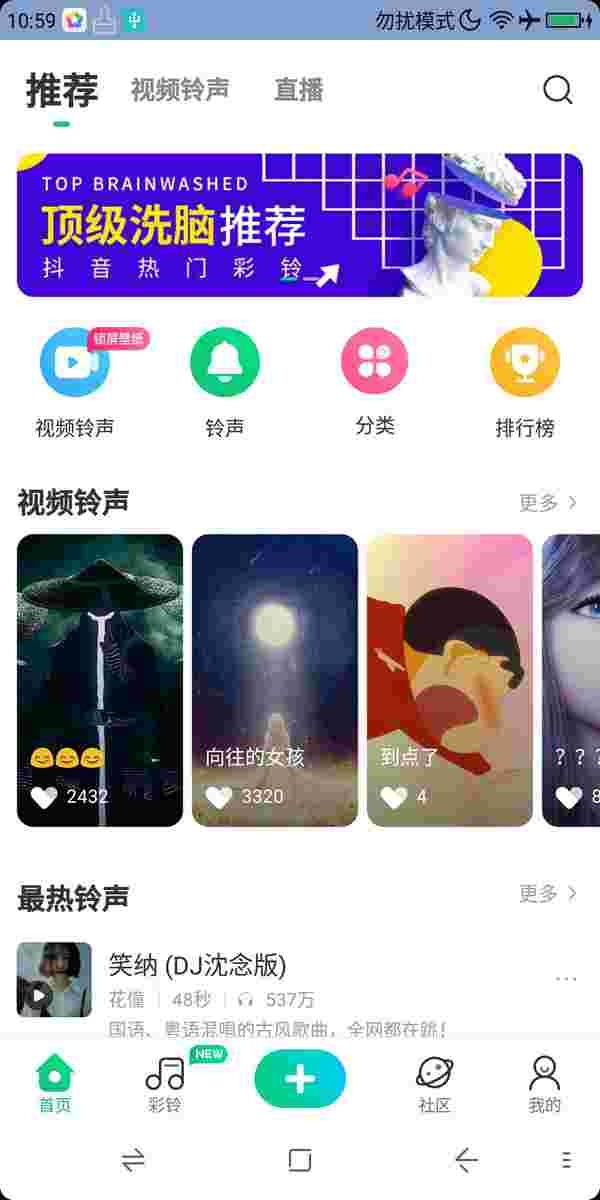 10:59
勿扰模式
推荐 视频铃声 直播
TOP BRAINWASHED
顶级洗脑推荐
抖音热门彩铃
锁屏壁纸
视频铃声 铃声 分类 排行榜
视频铃声 更多
😊😊😊 向往的女孩 到点了 ？？？
2432 3320 4 8
最热铃声 更多
笑纳 (DJ沈念版)
花僮 48秒 537万
国语、粤语混唱的古风歌曲，全网都在跳！
NEW
首页 彩铃 社区 我的